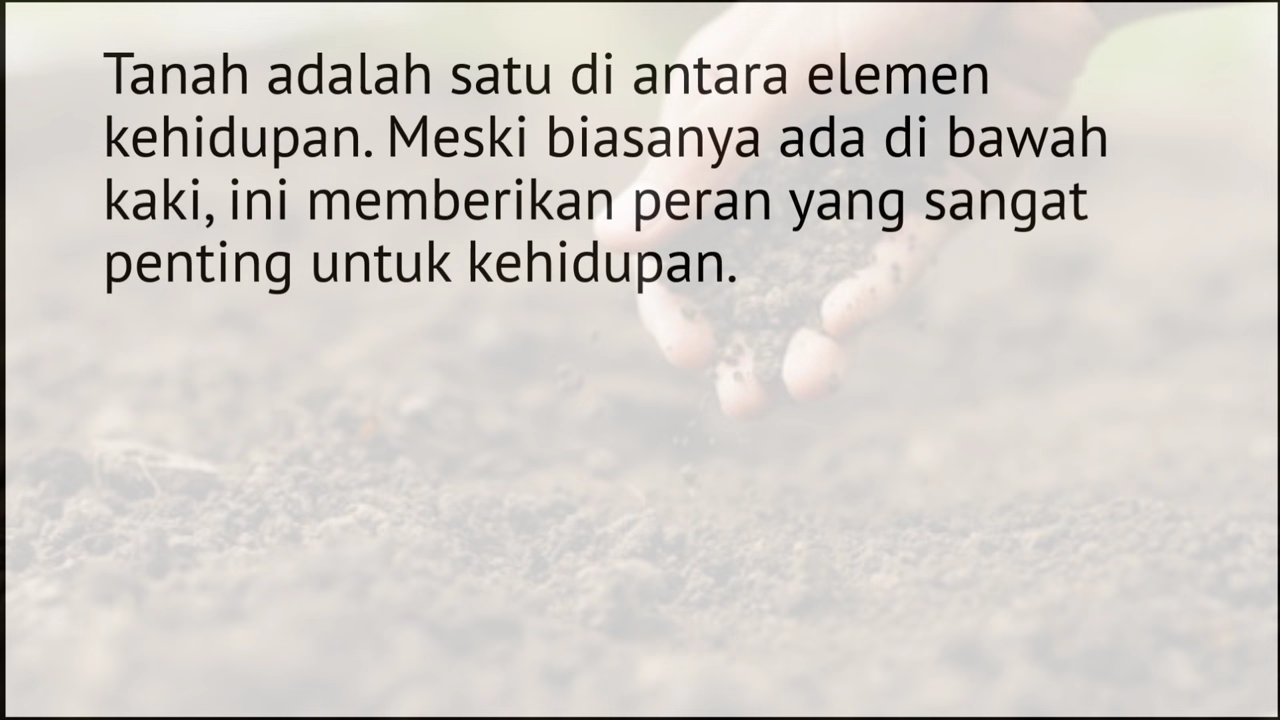 Tanah adalah satu di antara elemen
kehidupan. Meski biasanya ada di bawah
kaki, ini memberikan peran yang sangat
penting untuk kehidupan.